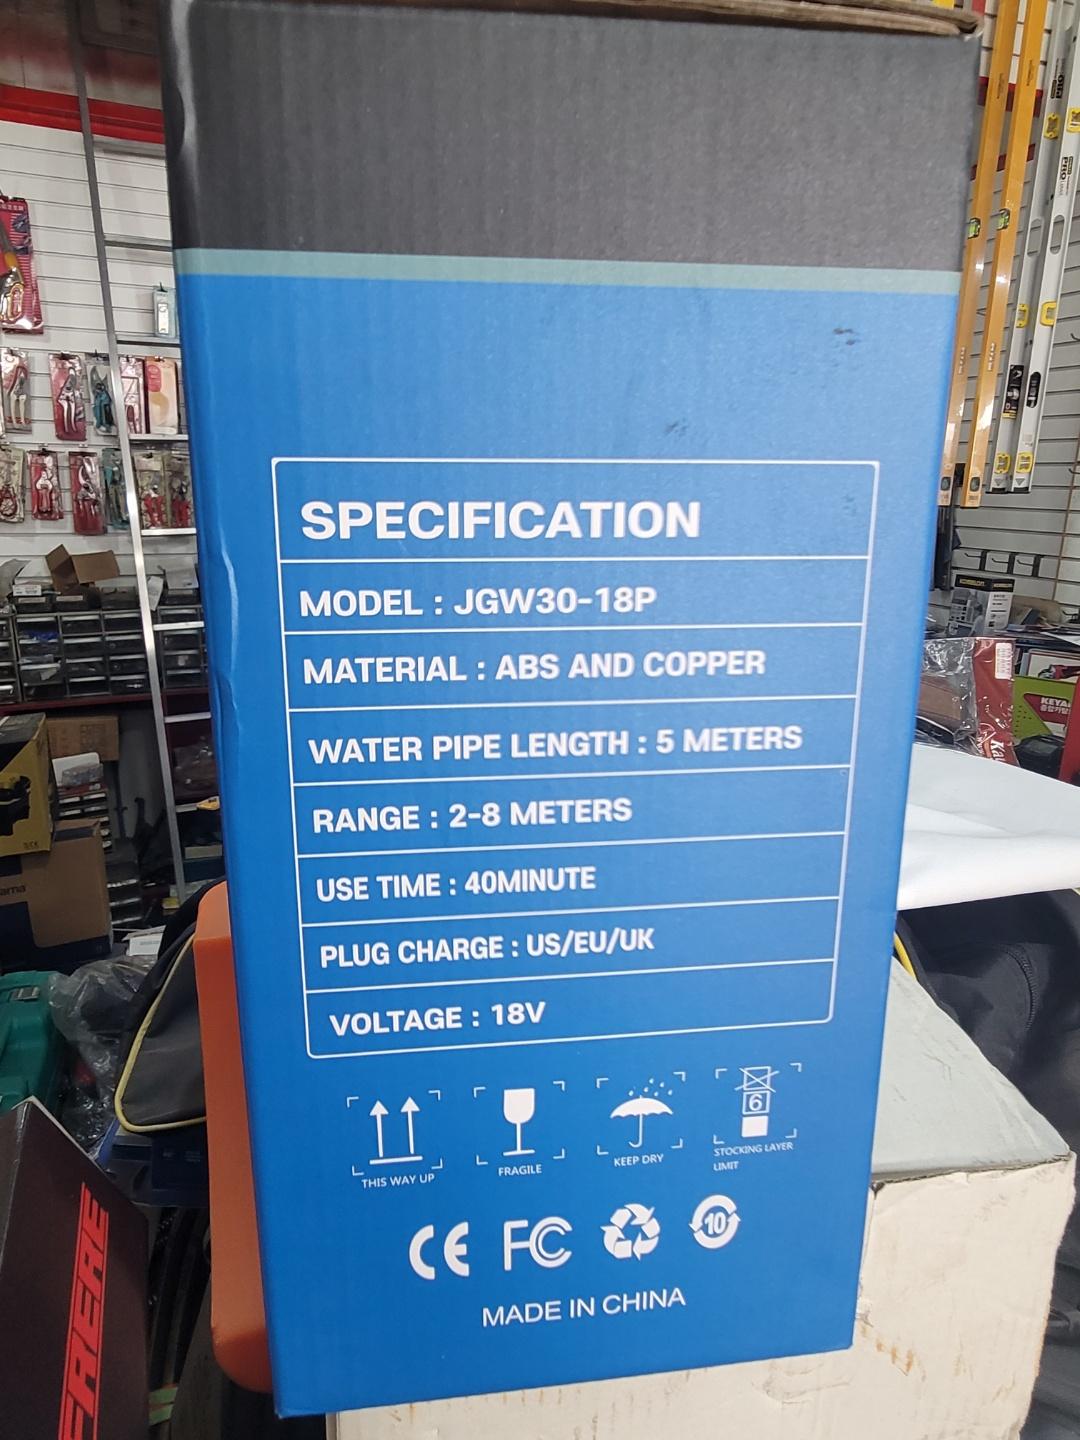 SPECIFICATION
MODEL : JGW30-18P
MATERIAL : ABS AND COPPER
WATER PIPE LENGTH : 5 METERS
RANGE : 2-8 METERS
USE TIME : 40MINUTE
PLUG CHARGE : US/EU/UK
VOLTAGE : 18V
6
THIS WAY UP
FRAGILE
KEEP DRY
STOCKING LAYER
LIMIT
CE FC 10
MADE IN CHINA
PRO
KEYA